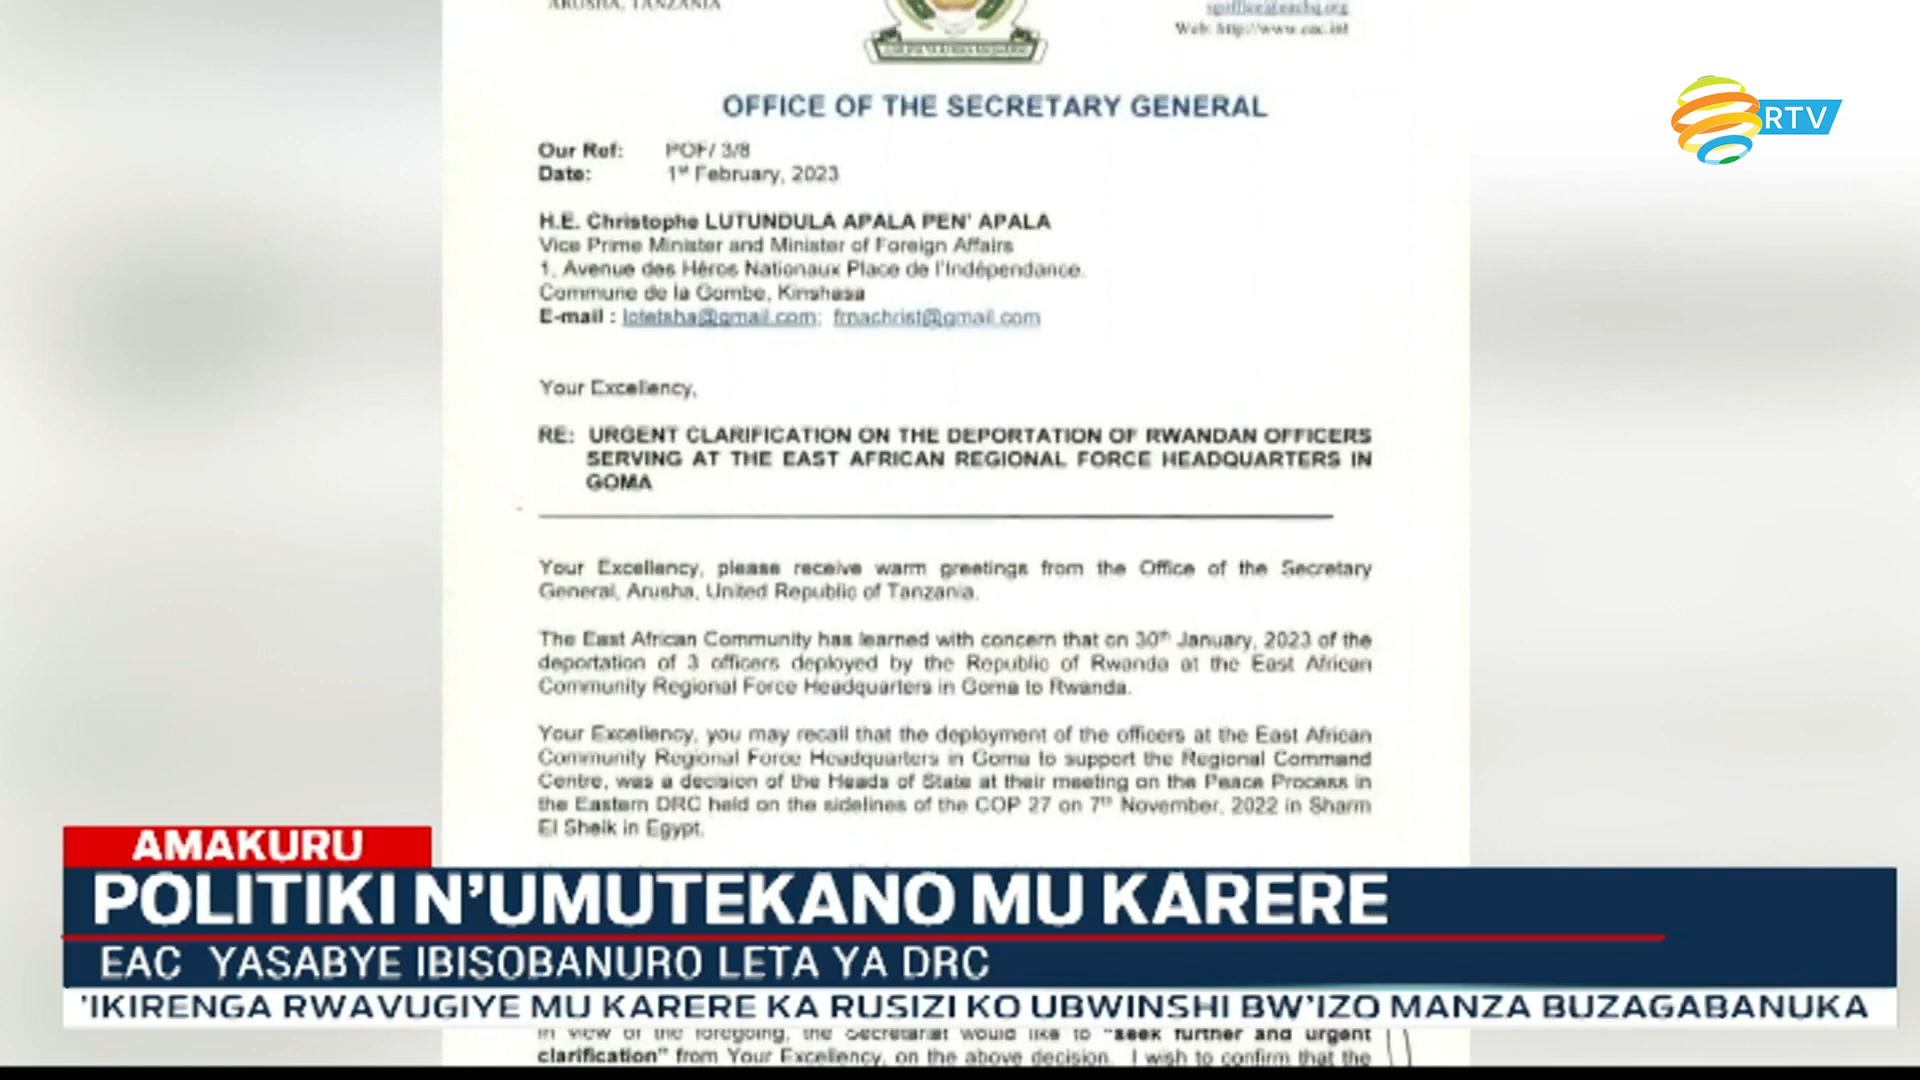 ARUSHA, TANZANIA
sgoffice@eachq.org
Web: http://www.eac.int
OFFICE OF THE SECRETARY GENERAL
RTV
Our Ref: POF/ 3/8
Date: 1st February, 2023
H.E. Christophe LUTUNDULA APALA PEN' APALA
Vice Prime Minister and Minister of Foreign Affairs
1, Avenue des Héros Nationaux Place de l'Indépendance.
Commune de la Gombe, Kinshasa
E-mail : lotetsha@gmail.com; frnachrist@gmail.com
Your Excellency,
RE: URGENT CLARIFICATION ON THE DEPORTATION OF RWANDAN OFFICERS
SERVING AT THE EAST AFRICAN REGIONAL FORCE HEADQUARTERS IN
GOMA
Your Excellency, please receive warm greetings from the Office of the Secretary
General, Arusha, United Republic of Tanzania.
The East African Community has learned with concern that on 30th January, 2023 of the
deportation of 3 officers deployed by the Republic of Rwanda at the East African
Community Regional Force Headquarters in Goma to Rwanda.
Your Excellency, you may recall that the deployment of the officers at the East African
Community Regional Force Headquarters in Goma to support the Regional Command
Centre, was a decision of the Heads of State at their meeting on the Peace Process in
the Eastern DRC held on the sidelines of the COP 27 on 7th November, 2022 in Sharm
El Sheik in Egypt.
AMAKURU
POLITIKI N'UMUTEKANO MU KARERE
EAC YASABYE IBISOBANURO LETA YA DRC
'IKIRENGA RWAVUGIYE MU KARERE KA RUSIZI KO UBWINSHI BW'IZO MANZA BUZAGABANUKA
In view of the foregoing, the Secretariat would like to "seek further and urgent
clarification" from Your Excellency, on the above decision. I wish to confirm that the